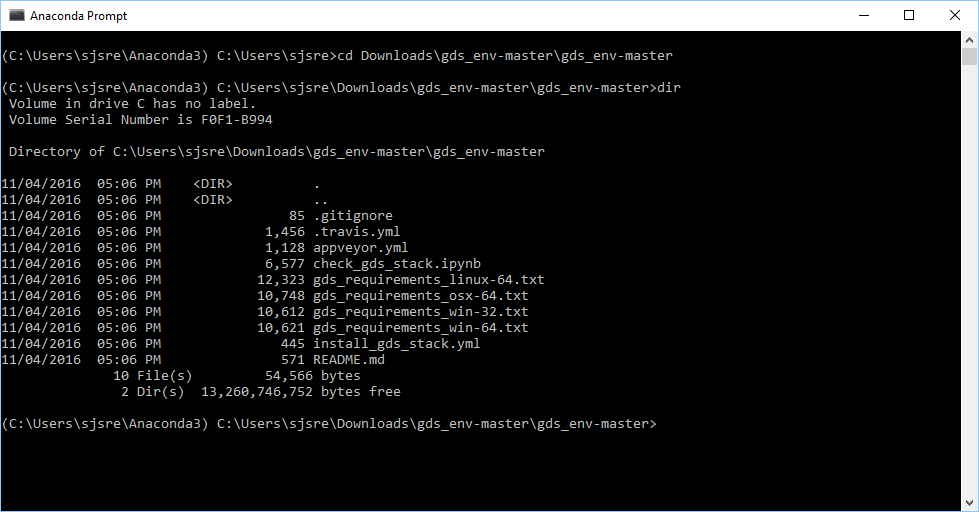 Anaconda Prompt
(C:\Users\sjsre\Anaconda3) C:\Users\sjsre>cd Downloads\gds_env-master\gds_env-master
(C:\Users\sjsre\Anaconda3) C:\Users\sjsre\Downloads\gds_env-master\gds_env-master>dir
 Volume in drive C has no label.
 Volume Serial Number is F0F1-B994
 Directory of C:\Users\sjsre\Downloads\gds_env-master\gds_env-master
11/04/2016  05:06 PM    <DIR>          .
11/04/2016  05:06 PM    <DIR>          ..
11/04/2016  05:06 PM                85 .gitignore
11/04/2016  05:06 PM             1,456 .travis.yml
11/04/2016  05:06 PM             1,128 appveyor.yml
11/04/2016  05:06 PM             6,577 check_gds_stack.ipynb
11/04/2016  05:06 PM            12,323 gds_requirements_linux-64.txt
11/04/2016  05:06 PM            10,748 gds_requirements_osx-64.txt
11/04/2016  05:06 PM            10,612 gds_requirements_win-32.txt
11/04/2016  05:06 PM            10,621 gds_requirements_win-64.txt
11/04/2016  05:06 PM               445 install_gds_stack.yml
11/04/2016  05:06 PM               571 README.md
              10 File(s)         54,566 bytes
               2 Dir(s)  13,260,746,752 bytes free
(C:\Users\sjsre\Anaconda3) C:\Users\sjsre\Downloads\gds_env-master\gds_env-master>